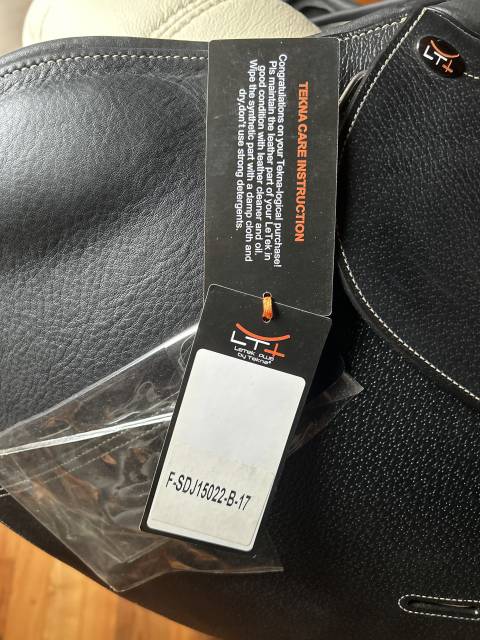 TEKNA CARE INSTRUCTION
Congratulations on your Tekna-logical purchase!
Pls maintain the leather part of your LeTek in
good condition with leather cleaner and oil.
Wipe the synthetic part with a damp cloth and
dry,don't use strong detergents.
LT+
LeTek PLUS
by Tekna®
F-SDJ15022-B-17
LT+